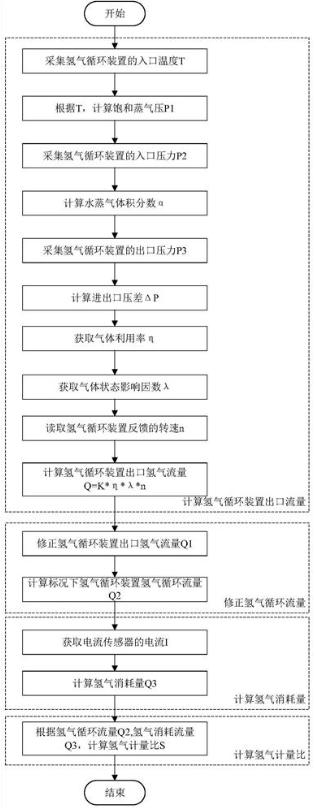 开始
采集氢气循环装置的入口温度T
根据T，计算饱和蒸气压P1
采集氢气循环装置的入口压力P2
计算水蒸气体积分数α
采集氢气循环装置的出口压力P3
计算进出口压差ΔP
获取气体利用率η
获取气体状态影响因数λ
读取氢气循环装置反馈的转速n
计算氢气循环装置出口氢气流量
Q=K*η*λ*n
计算氢气循环装置出口流量
修正氢气循环装置出口氢气流量Q1
计算标况下氢气循环装置氢气循环流量
Q2
修正氢气循环流量
获取电流传感器的电流I
计算氢气消耗量Q3
计算氢气消耗量
根据氢气循环流量Q2,氢气消耗流量
Q3，计算氢气计量比S
计算氢气计量比
结束